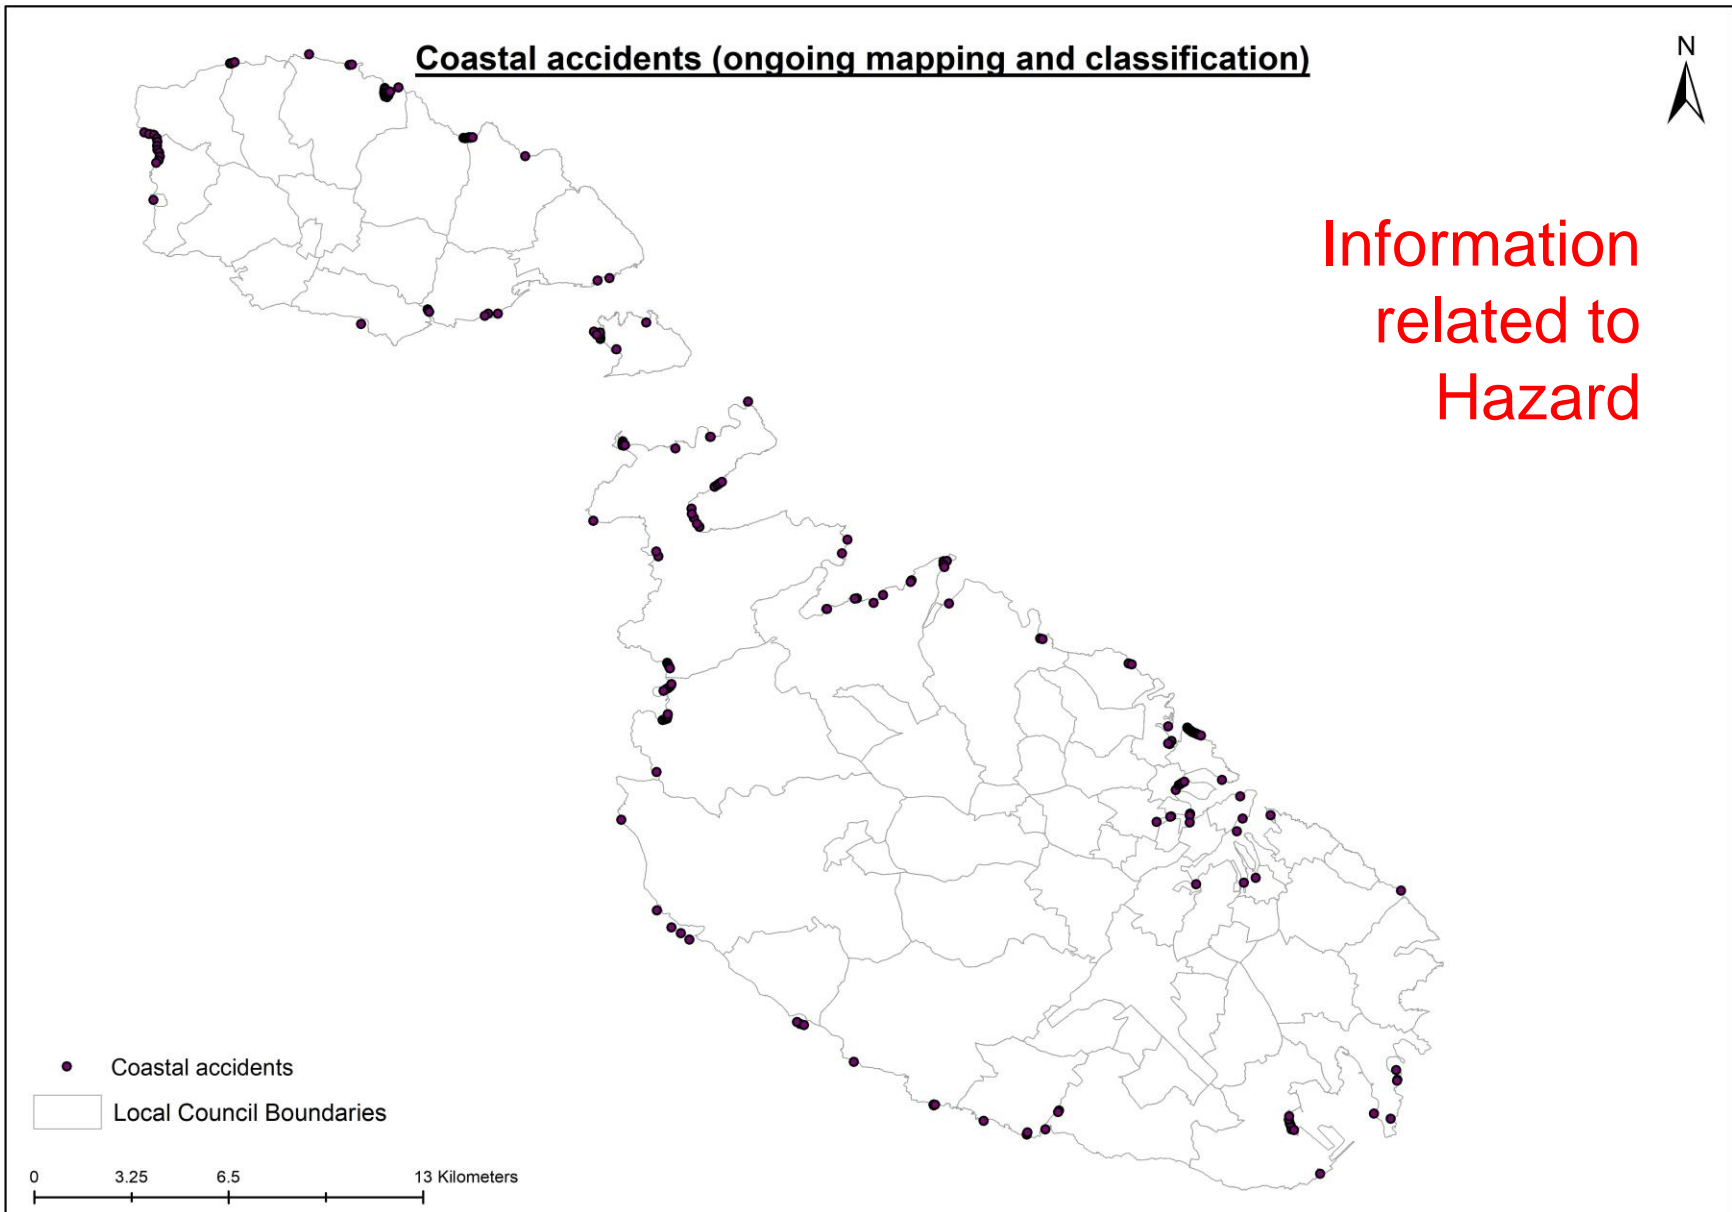 Coastal accidents (ongoing mapping and classification)
N
Information
related to
Hazard
Coastal accidents
Local Council Boundaries
0 3.25 6.5 13 Kilometers